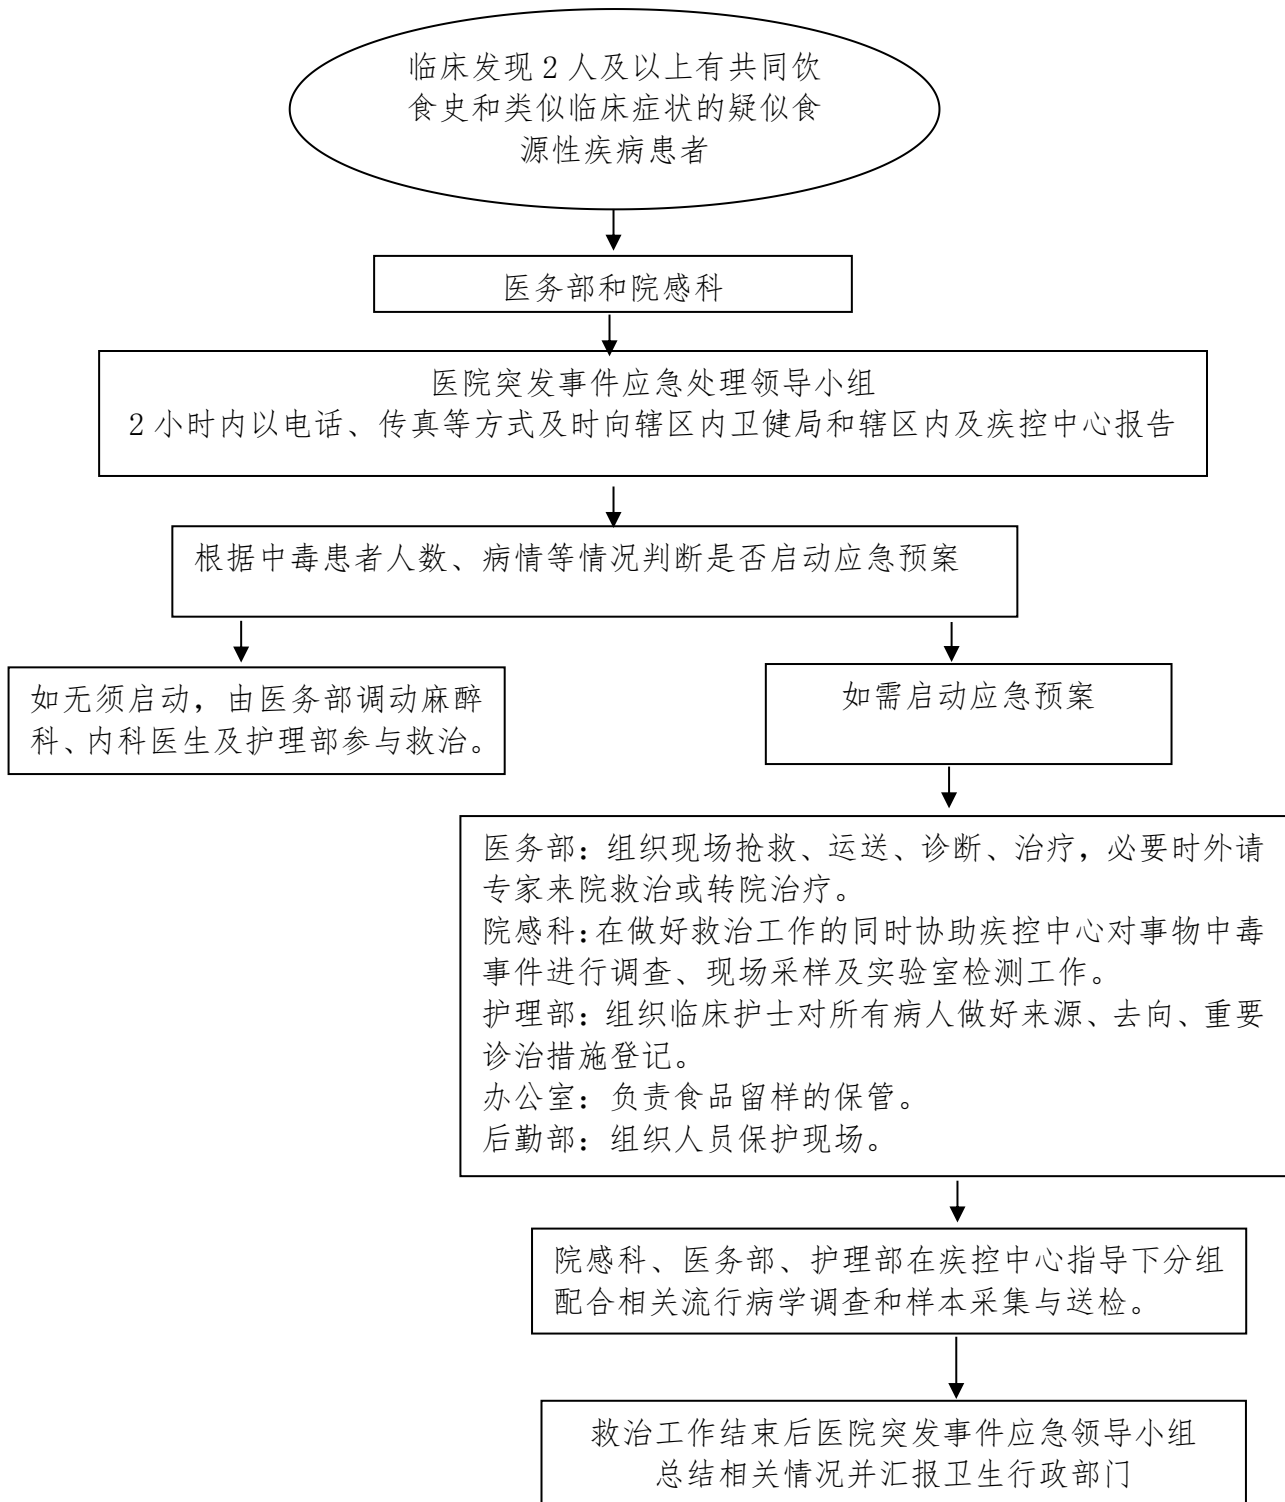 临床发现 2 人及以上有共同饮
食史和类似临床症状的疑似食
源性疾病患者
医务部和院感科
医院突发事件应急处理领导小组
2 小时内以电话、传真等方式及时向辖区内卫健局和辖区内及疾控中心报告
根据中毒患者人数、病情等情况判断是否启动应急预案
如无须启动，由医务部调动麻醉
科、内科医生及护理部参与救治。
如需启动应急预案
医务部：组织现场抢救、运送、诊断、治疗，必要时外请
专家来院救治或转院治疗。
院感科：在做好救治工作的同时协助疾控中心对事物中毒
事件进行调查、现场采样及实验室检测工作。
护理部：组织临床护士对所有病人做好来源、去向、重要
诊治措施登记。
办公室：负责食品留样的保管。
后勤部：组织人员保护现场。
院感科、医务部、护理部在疾控中心指导下分组
配合相关流行病学调查和样本采集与送检。
救治工作结束后医院突发事件应急领导小组
总结相关情况并汇报卫生行政部门